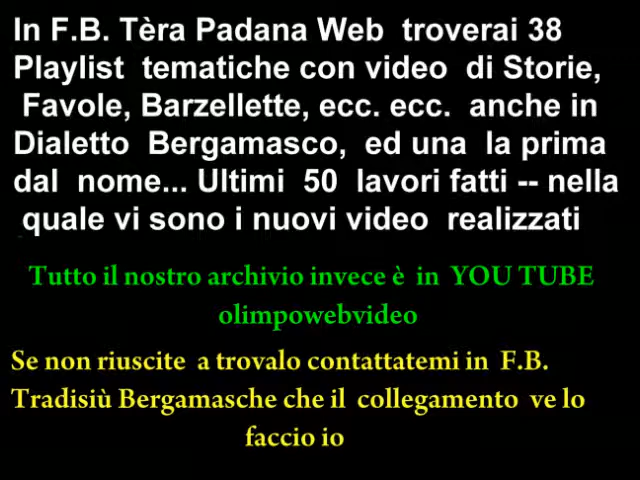 In F.B. Tèra Padana Web troverai 38
Playlist tematiche con video di Storie,
Favole, Barzellette, ecc. ecc. anche in
Dialetto Bergamasco, ed una la prima
dal nome... Ultimi 50 lavori fatti -- nella
quale vi sono i nuovi video realizzati
Tutto il nostro archivio invece è in YOU TUBE
olimpowebvideo
Se non riuscite a trovalo contattatemi in F.B.
Tradisiù Bergamasche che il collegamento ve lo
faccio io